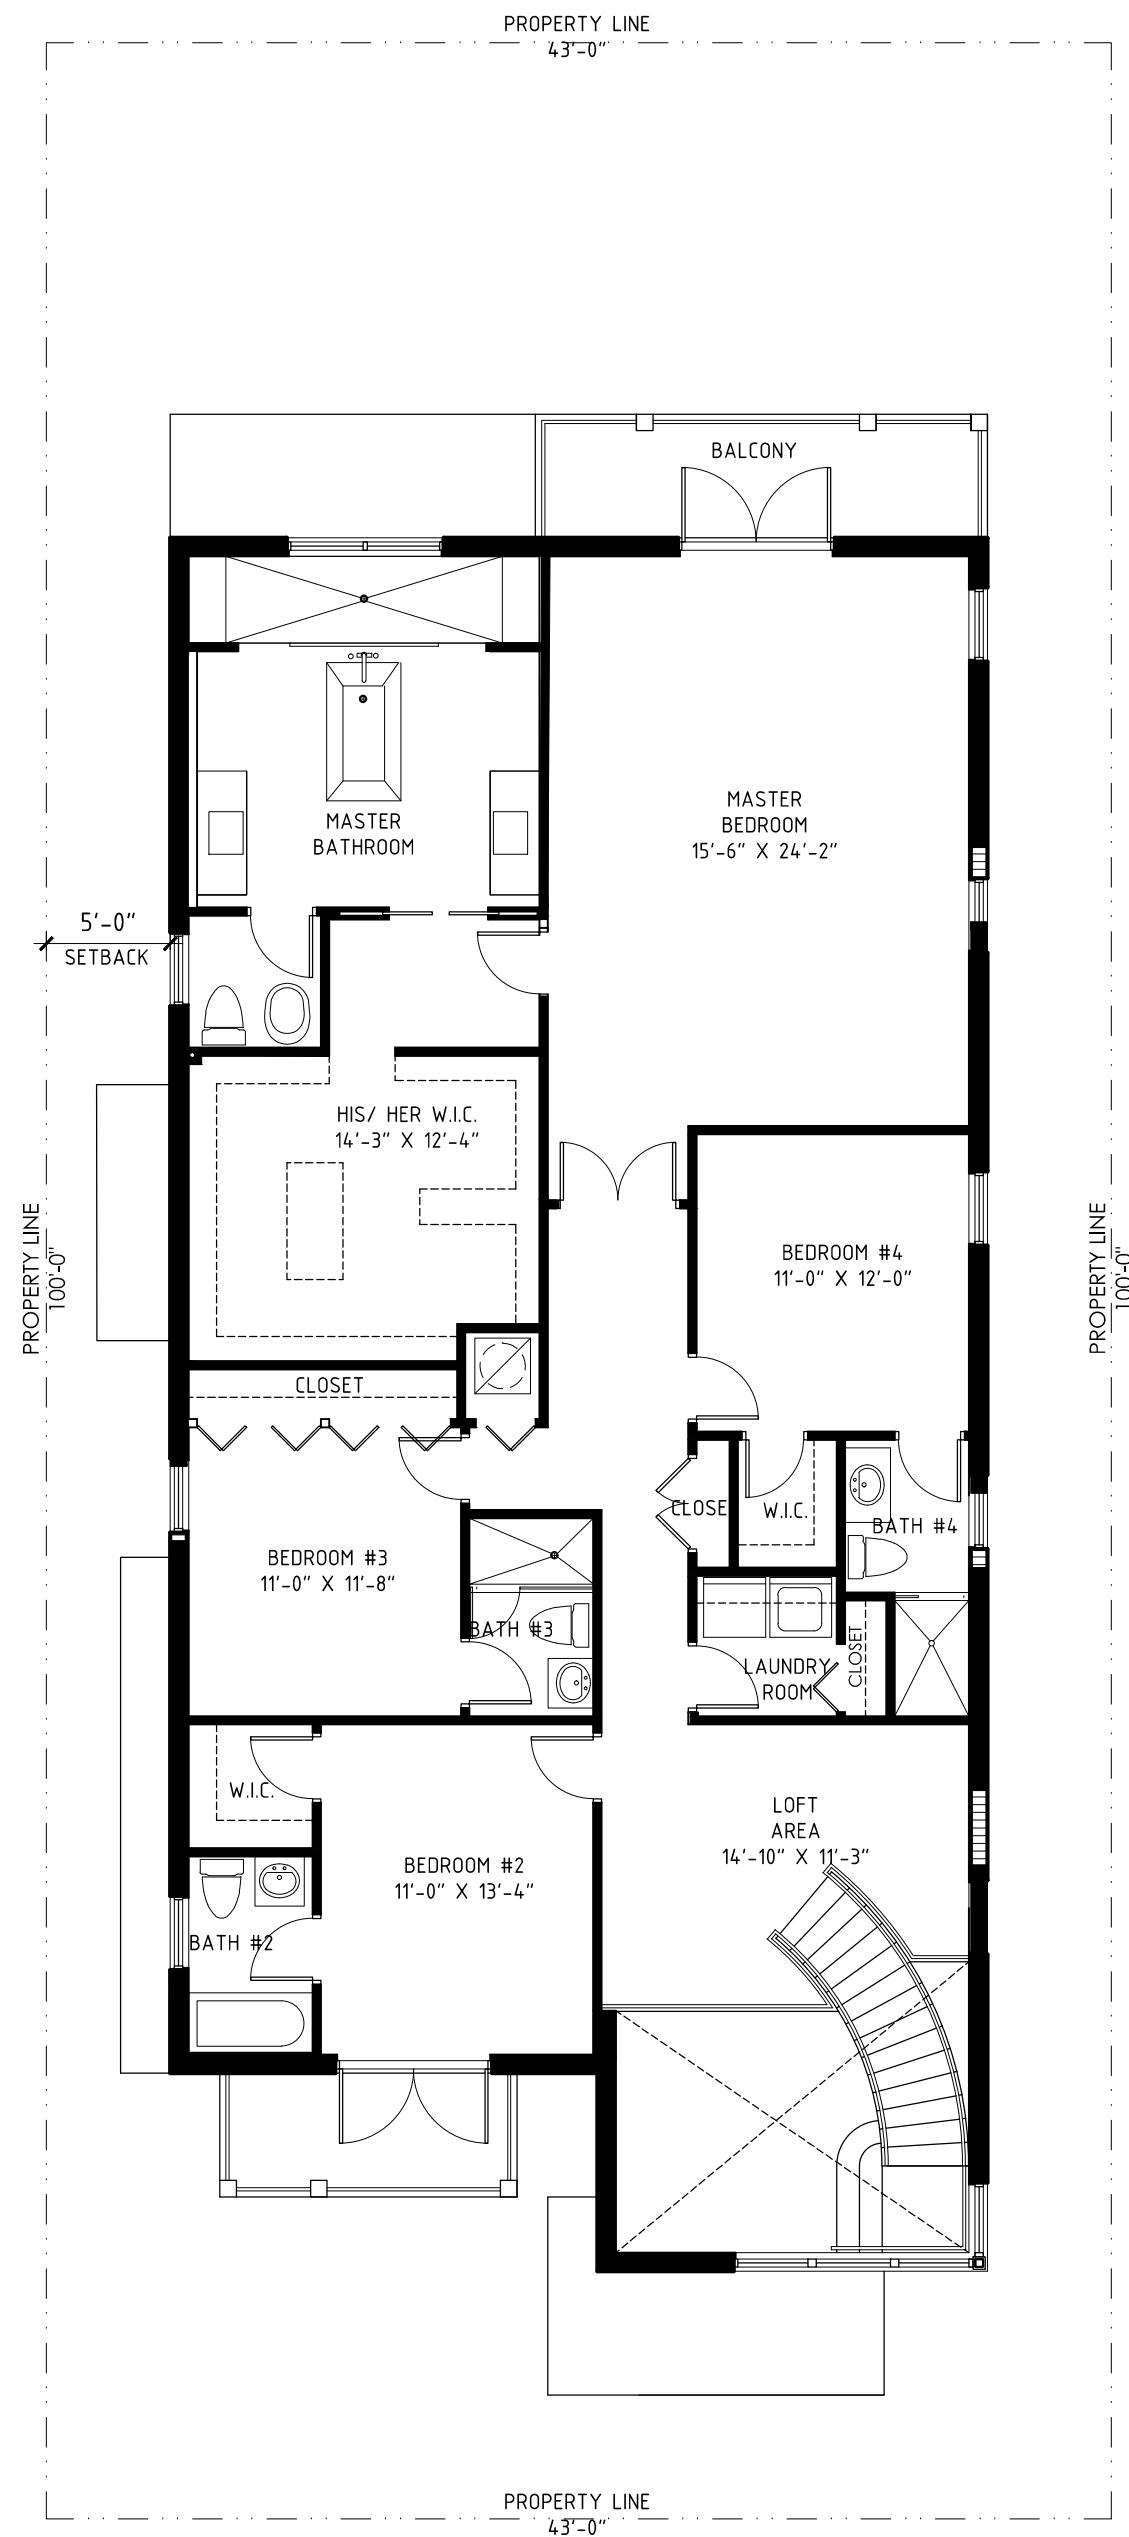 PROPERTY LINE
43'-0"
BALCONY
MASTER
BEDROOM
15'-6" X 24'-2"
MASTER
BATHROOM
5'-0"
SETBACK
HIS/ HER W.I.C.
14'-3" X 12'-4"
PROPERTY LINE
100'-0"
PROPERTY LINE
100'-0"
BEDROOM #4
11'-0" X 12'-0"
CLOSET
CLOSE
W.I.C.
BATH #4
BEDROOM #3
11'-0" X 11'-8"
BATH #3
LAUNDRY
ROOM
CLOSET
W.I.C.
LOFT
AREA
14'-10" X 11'-3"
BEDROOM #2
11'-0" X 13'-4"
BATH #2
PROPERTY LINE
43'-0"